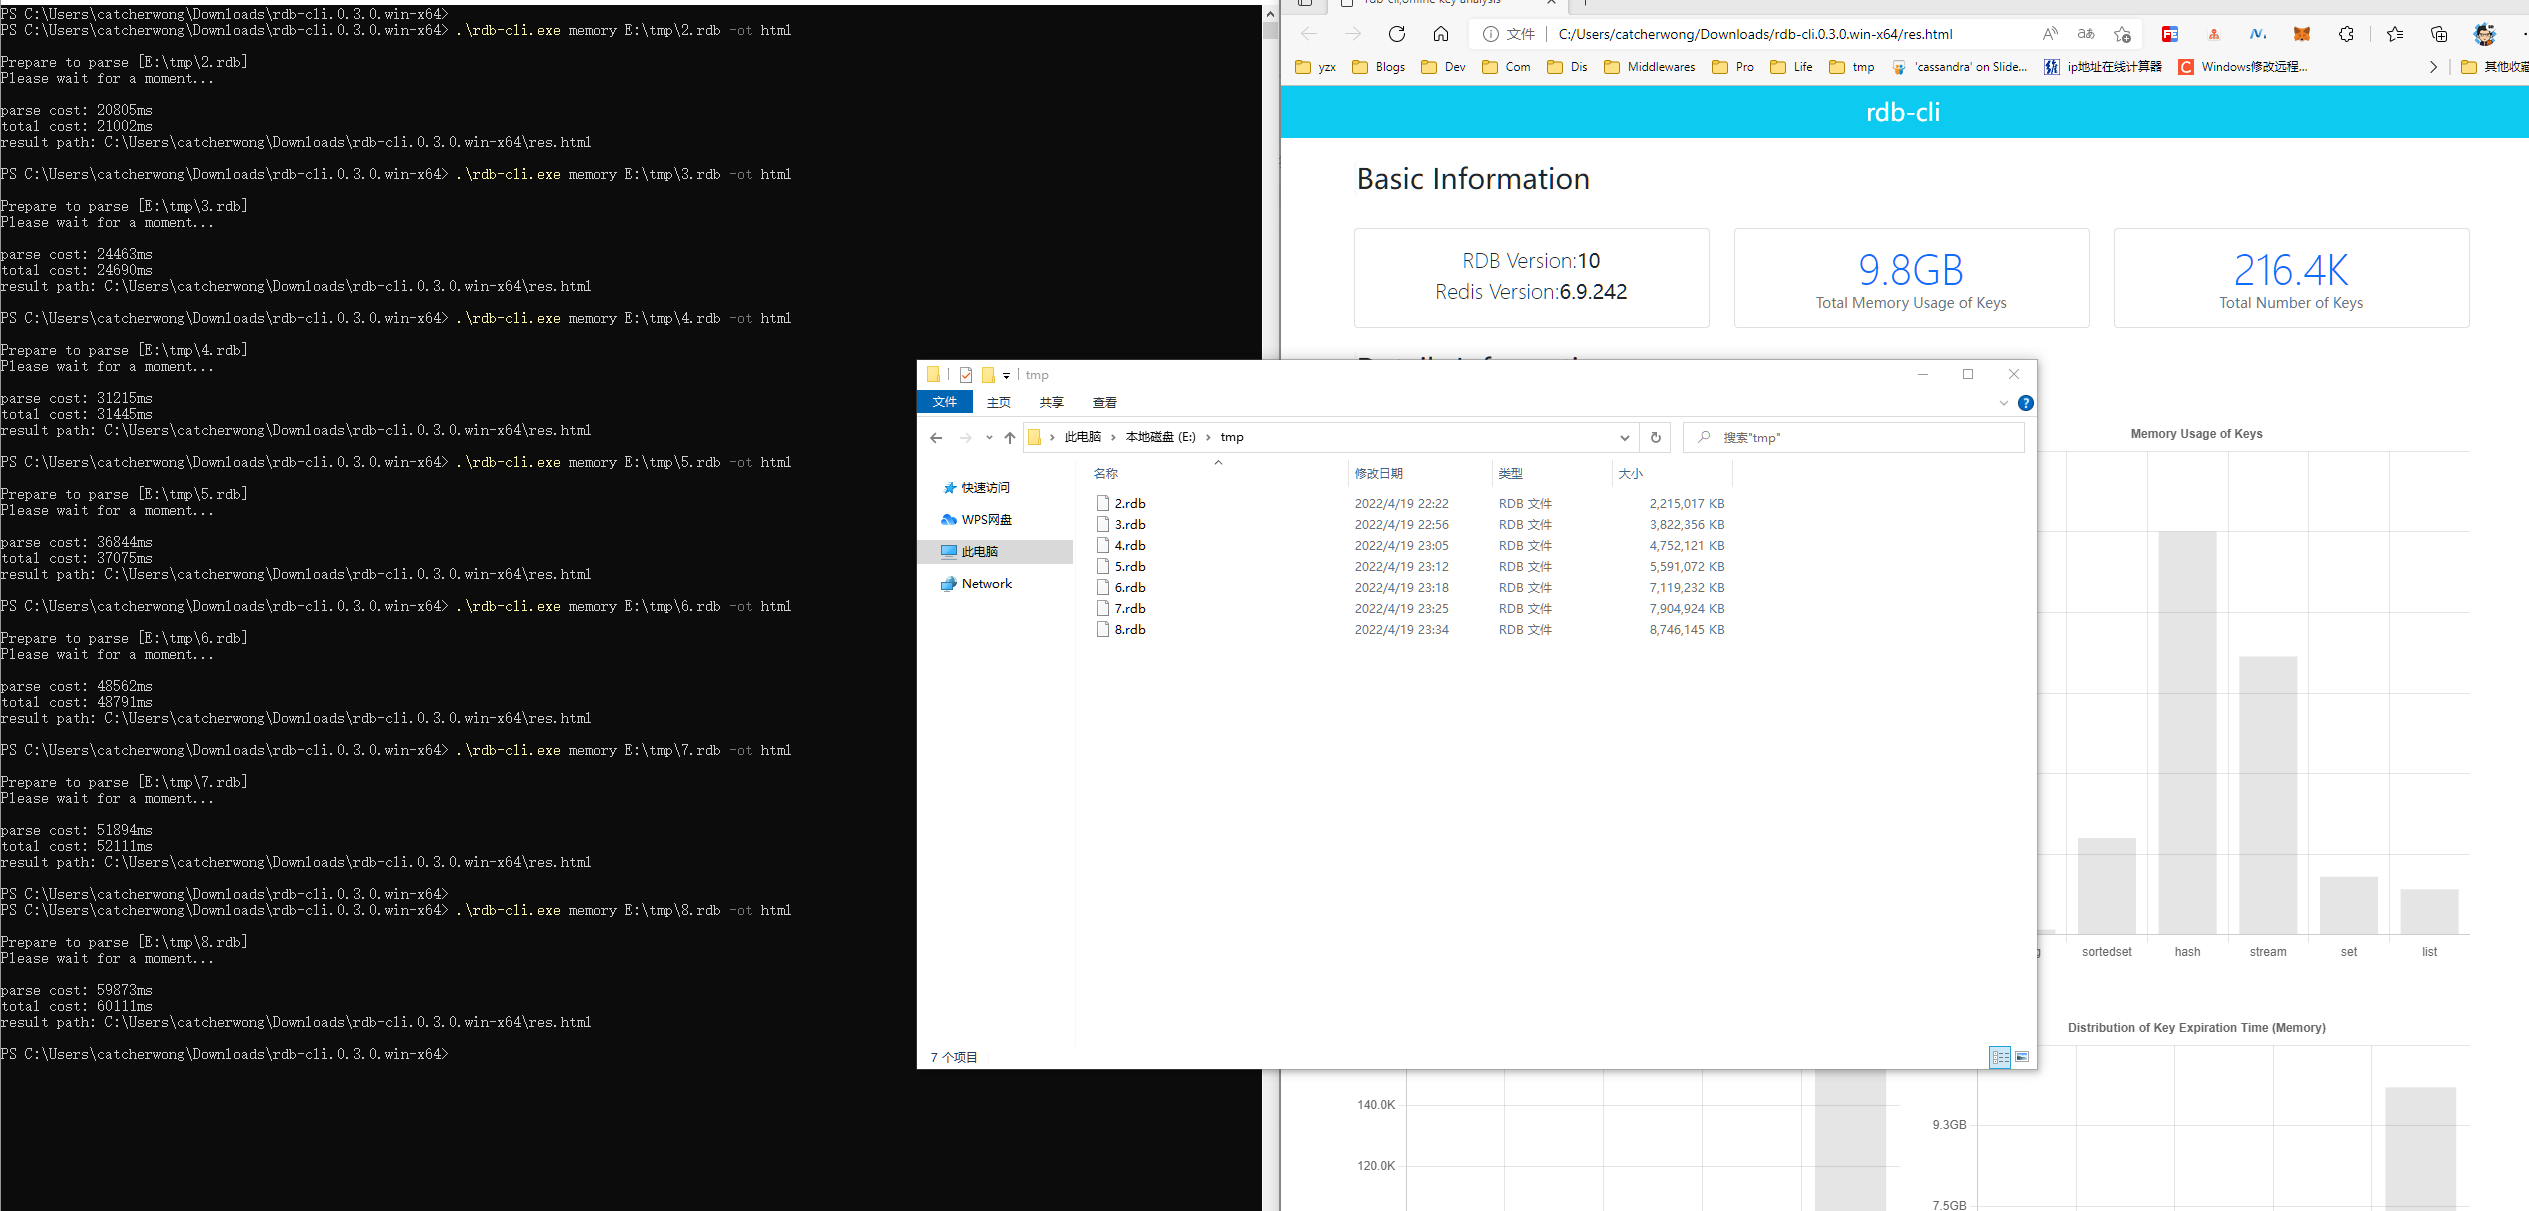 PS C:\Users\catcherwong\Downloads\rdb-cli.0.3.0.win-x64>
PS C:\Users\catcherwong\Downloads\rdb-cli.0.3.0.win-x64> .\rdb-cli.exe memory E:\tmp\2.rdb -ot html
Prepare to parse [E:\tmp\2.rdb]
Please wait for a moment...
parse cost: 20805ms
total cost: 21002ms
result path: C:\Users\catcherwong\Downloads\rdb-cli.0.3.0.win-x64\res.html
PS C:\Users\catcherwong\Downloads\rdb-cli.0.3.0.win-x64> .\rdb-cli.exe memory E:\tmp\3.rdb -ot html
Prepare to parse [E:\tmp\3.rdb]
Please wait for a moment...
parse cost: 24463ms
total cost: 24690ms
result path: C:\Users\catcherwong\Downloads\rdb-cli.0.3.0.win-x64\res.html
PS C:\Users\catcherwong\Downloads\rdb-cli.0.3.0.win-x64> .\rdb-cli.exe memory E:\tmp\4.rdb -ot html
Prepare to parse [E:\tmp\4.rdb]
Please wait for a moment...
parse cost: 31215ms
total cost: 31445ms
result path: C:\Users\catcherwong\Downloads\rdb-cli.0.3.0.win-x64\res.html
PS C:\Users\catcherwong\Downloads\rdb-cli.0.3.0.win-x64> .\rdb-cli.exe memory E:\tmp\5.rdb -ot html
Prepare to parse [E:\tmp\5.rdb]
Please wait for a moment...
parse cost: 36844ms
total cost: 37075ms
result path: C:\Users\catcherwong\Downloads\rdb-cli.0.3.0.win-x64\res.html
PS C:\Users\catcherwong\Downloads\rdb-cli.0.3.0.win-x64> .\rdb-cli.exe memory E:\tmp\6.rdb -ot html
Prepare to parse [E:\tmp\6.rdb]
Please wait for a moment...
parse cost: 48562ms
total cost: 48791ms
result path: C:\Users\catcherwong\Downloads\rdb-cli.0.3.0.win-x64\res.html
PS C:\Users\catcherwong\Downloads\rdb-cli.0.3.0.win-x64> .\rdb-cli.exe memory E:\tmp\7.rdb -ot html
Prepare to parse [E:\tmp\7.rdb]
Please wait for a moment...
parse cost: 51894ms
total cost: 52111ms
result path: C:\Users\catcherwong\Downloads\rdb-cli.0.3.0.win-x64\res.html
PS C:\Users\catcherwong\Downloads\rdb-cli.0.3.0.win-x64>
PS C:\Users\catcherwong\Downloads\rdb-cli.0.3.0.win-x64> .\rdb-cli.exe memory E:\tmp\8.rdb -ot html
Prepare to parse [E:\tmp\8.rdb]
Please wait for a moment...
parse cost: 59873ms
total cost: 60111ms
result path: C:\Users\catcherwong\Downloads\rdb-cli.0.3.0.win-x64\res.html
PS C:\Users\catcherwong\Downloads\rdb-cli.0.3.0.win-x64>
文件 C:/Users/catcherwong/Downloads/rdb-cli.0.3.0.win-x64/res.html
yzx Blogs Dev Com Dis Middlewares Pro Life tmp 'cassandra' on Slide... ip地址在线计算器 Windows修改远程... 其他收藏
rdb-cli
Basic Information
RDB Version:10
Redis Version:6.9.242
9.8GB
Total Memory Usage of Keys
216.4K
Total Number of Keys
tmp
文件 主页 共享 查看
此电脑 本地磁盘 (E:) tmp
搜索"tmp"
快速访问
WPS网盘
此电脑
Network
名称 修改日期 类型 大小
2.rdb 2022/4/19 22:22 RDB 文件 2,215,017 KB
3.rdb 2022/4/19 22:56 RDB 文件 3,822,356 KB
4.rdb 2022/4/19 23:05 RDB 文件 4,752,121 KB
5.rdb 2022/4/19 23:12 RDB 文件 5,591,072 KB
6.rdb 2022/4/19 23:18 RDB 文件 7,119,232 KB
7.rdb 2022/4/19 23:25 RDB 文件 7,904,924 KB
8.rdb 2022/4/19 23:34 RDB 文件 8,746,145 KB
7 个项目
Memory Usage of Keys
sortedset hash stream set list
Distribution of Key Expiration Time (Memory)
140.0K
120.0K
9.3GB
7.5GB